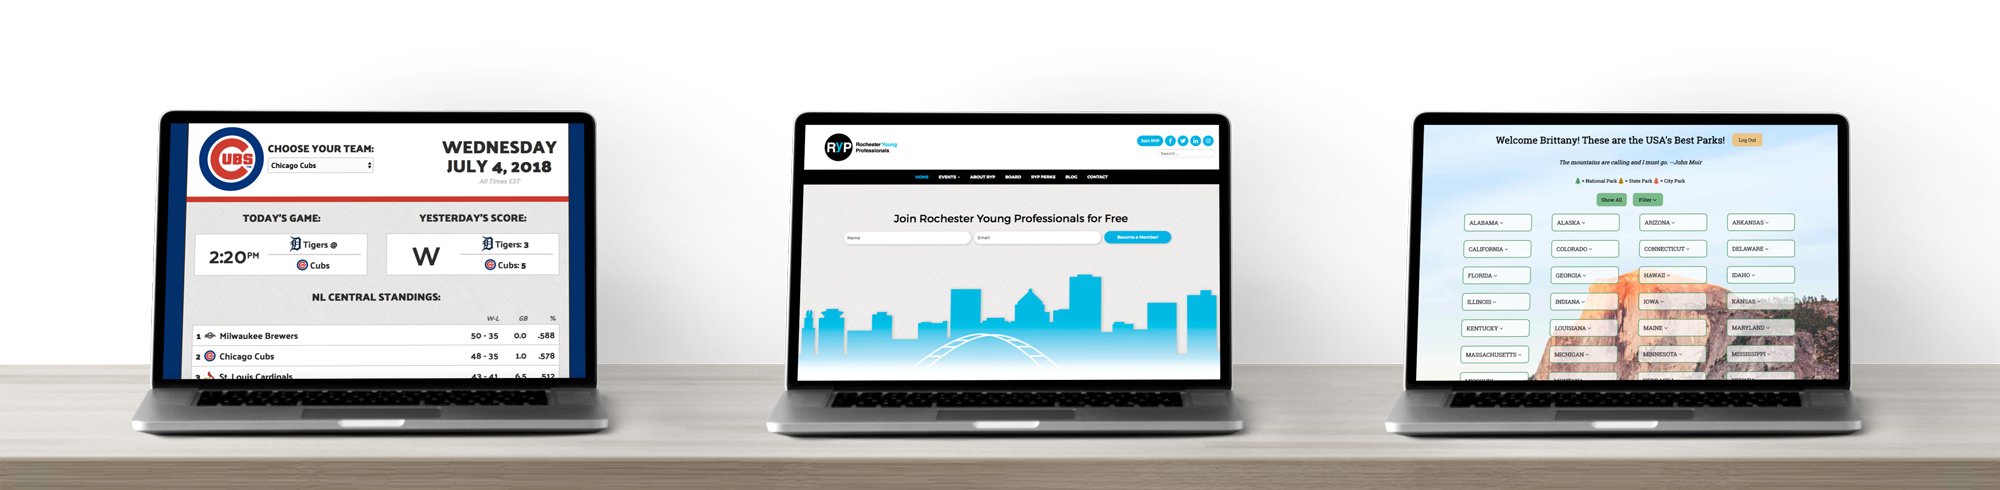 CUBS
CHOOSE YOUR TEAM:
Chicago Cubs
WEDNESDAY
JULY 4, 2018
All Times EST
TODAY'S GAME:
2:20PM
Tigers @
Cubs
YESTERDAY'S SCORE:
W
Tigers: 3
Cubs: 5
NL CENTRAL STANDINGS:
W-L GB %
1 Milwaukee Brewers 50 - 35 0.0 .588
2 Chicago Cubs 48 - 35 1.0 .578
3 St. Louis Cardinals 43 - 41 6.5 .512
RYP
Rochester Young
Professionals
Join RYP
Search...
HOME EVENTS ABOUT RYP BOARD RYP PERKS BLOG CONTACT
Join Rochester Young Professionals for Free
Name Email Become a Member!
Welcome Brittany! These are the USA's Best Parks! Log Out
The mountains are calling and I must go. --John Muir
= National Park = State Park = City Park
Show All Filter
ALABAMA ALASKA ARIZONA ARKANSAS
CALIFORNIA COLORADO CONNECTICUT DELAWARE
FLORIDA GEORGIA HAWAII IDAHO
ILLINOIS INDIANA IOWA KANSAS
KENTUCKY LOUISIANA MAINE MARYLAND
MASSACHUSETTS MICHIGAN MINNESOTA MISSISSIPPI